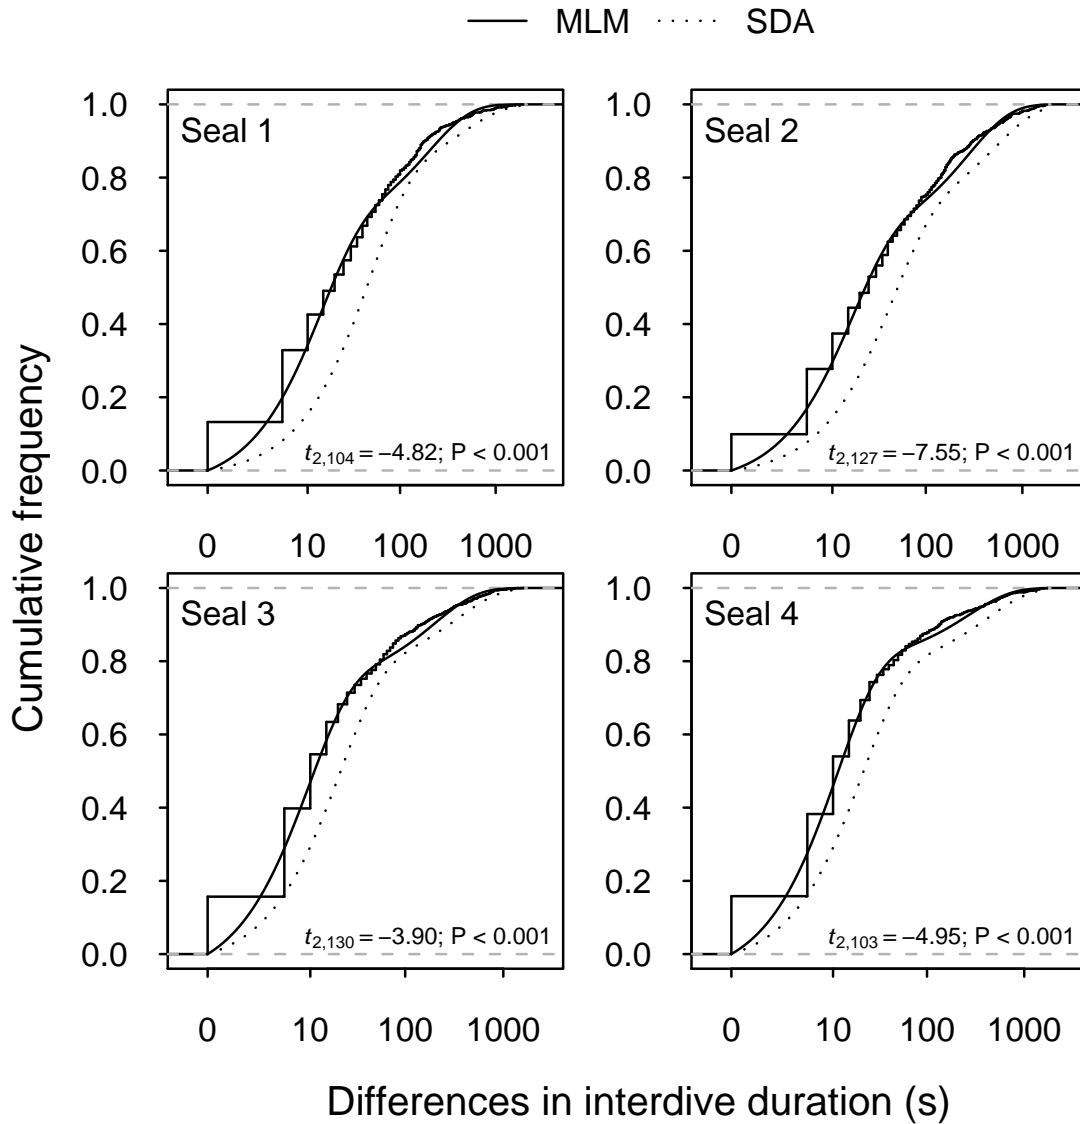 MLM SDA
Cumulative frequency
Seal 1
1.0
0.8
0.6
0.4
0.2
0.0
t2,104 = −4.82; P < 0.001
0 10 100 1000
Seal 2
1.0
0.8
0.6
0.4
0.2
0.0
t2,127 = −7.55; P < 0.001
0 10 100 1000
Seal 3
1.0
0.8
0.6
0.4
0.2
0.0
t2,130 = −3.90; P < 0.001
0 10 100 1000
Seal 4
1.0
0.8
0.6
0.4
0.2
0.0
t2,103 = −4.95; P < 0.001
0 10 100 1000
Differences in interdive duration (s)